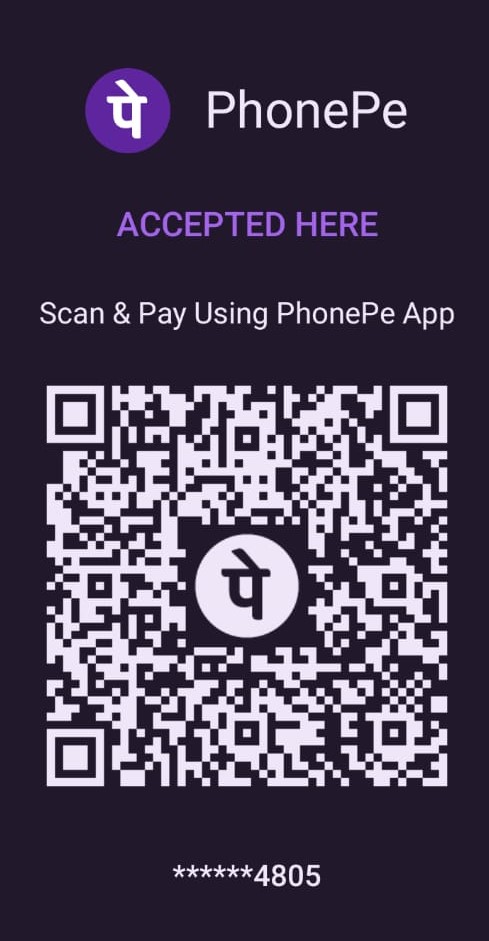 पे PhonePe
ACCEPTED HERE
Scan & Pay Using PhonePe App
पे
******4805